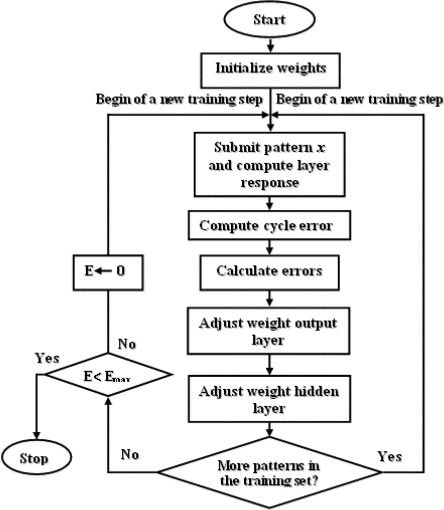 Start
Initialize weights
Begin of a new training step
Begin of a new training step
Submit pattern x
and compute layer
response
Compute cycle error
E← 0
Calculate errors
Adjust weight output
layer
Yes
No
E< Emax
Adjust weight hidden
layer
Stop
No
More patterns in
the training set?
Yes